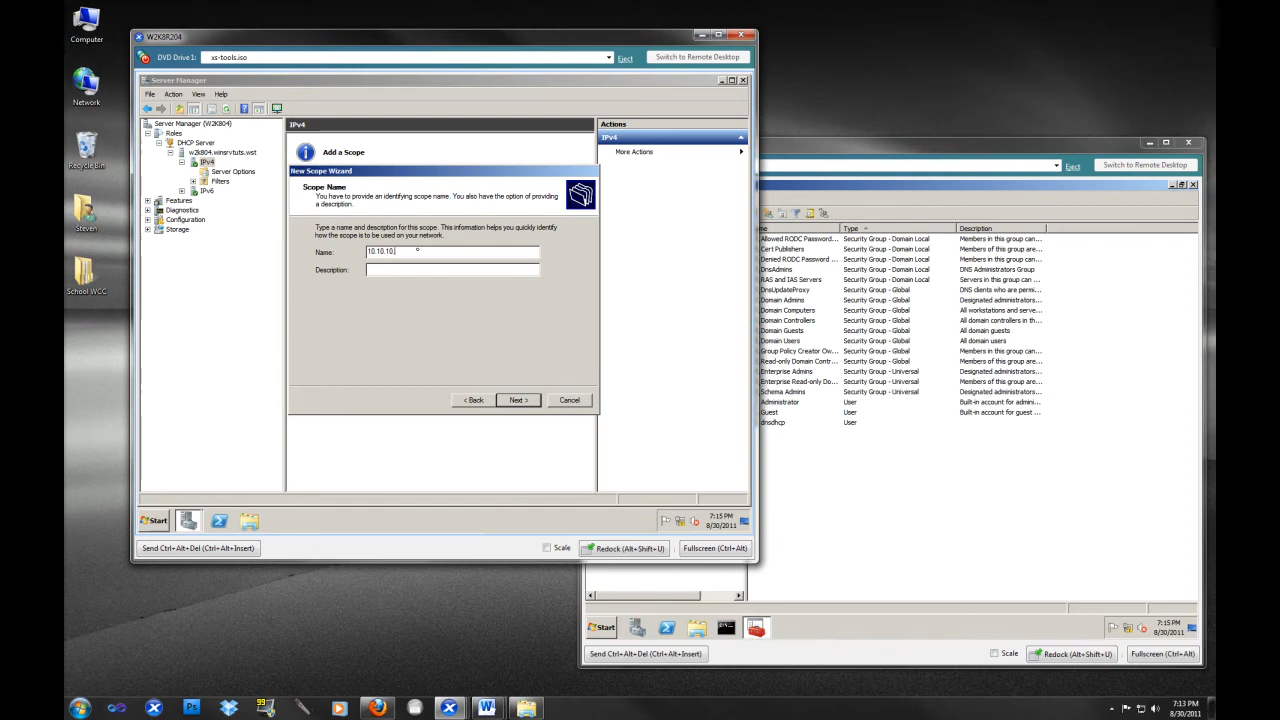 Computer
Network
Recycle Bin
Steven
School WCC
W2K8R204
DVD Drive 1:
xs-tools.iso
Eject
Switch to Remote Desktop
Server Manager
File
Action
View
Help
Server Manager (W2K804)
Roles
DHCP Server
w2k804.winsrvtuts.wst
IPv4
Server Options
Filters
IPv6
Features
Diagnostics
Configuration
Storage
IPv4
Add a Scope
Actions
IPv4
More Actions
New Scope Wizard
Scope Name
You have to provide an identifying scope name. You also have the option of providing
a description.
Type a name and description for this scope. This information helps you quickly identify
how the scope is to be used on your network.
Name:
10.10.10.
Description:
< Back
Next >
Cancel
Start
7:15 PM
8/30/2011
Send Ctrl+Alt+Del (Ctrl+Alt+Insert)
Scale
Redock (Alt+Shift+U)
Fullscreen (Ctrl+Alt)
Eject
Switch to Remote Desktop
Type
Description
Allowed RODC Password... Security Group - Domain Local Members in this group can...
Cert Publishers Security Group - Domain Local Members of this group are...
Denied RODC Password ... Security Group - Domain Local Members in this group can...
DnsAdmins Security Group - Domain Local DNS Administrators Group
RAS and IAS Servers Security Group - Domain Local Servers in this group can ...
DnsUpdateProxy Security Group - Global DNS clients who are permi...
Domain Admins Security Group - Global Designated administrators...
Domain Computers Security Group - Global All workstations and serve...
Domain Controllers Security Group - Global All domain controllers in th...
Domain Guests Security Group - Global All domain guests
Domain Users Security Group - Global All domain users
Group Policy Creator Ow... Security Group - Global Members in this group can...
Read-only Domain Contr... Security Group - Global Members of this group are...
Enterprise Admins Security Group - Universal Designated administrators...
Enterprise Read-only Do... Security Group - Universal Members of this group are...
Schema Admins Security Group - Universal Designated administrators...
Administrator User Built-in account for admini...
Guest User Built-in account for guest ...
dnsdhcp User
Start
7:15 PM
8/30/2011
Send Ctrl+Alt+Del (Ctrl+Alt+Insert)
Scale
Redock (Alt+Shift+U)
Fullscreen (Ctrl+Alt)
Ps
99
7:13 PM
8/30/2011